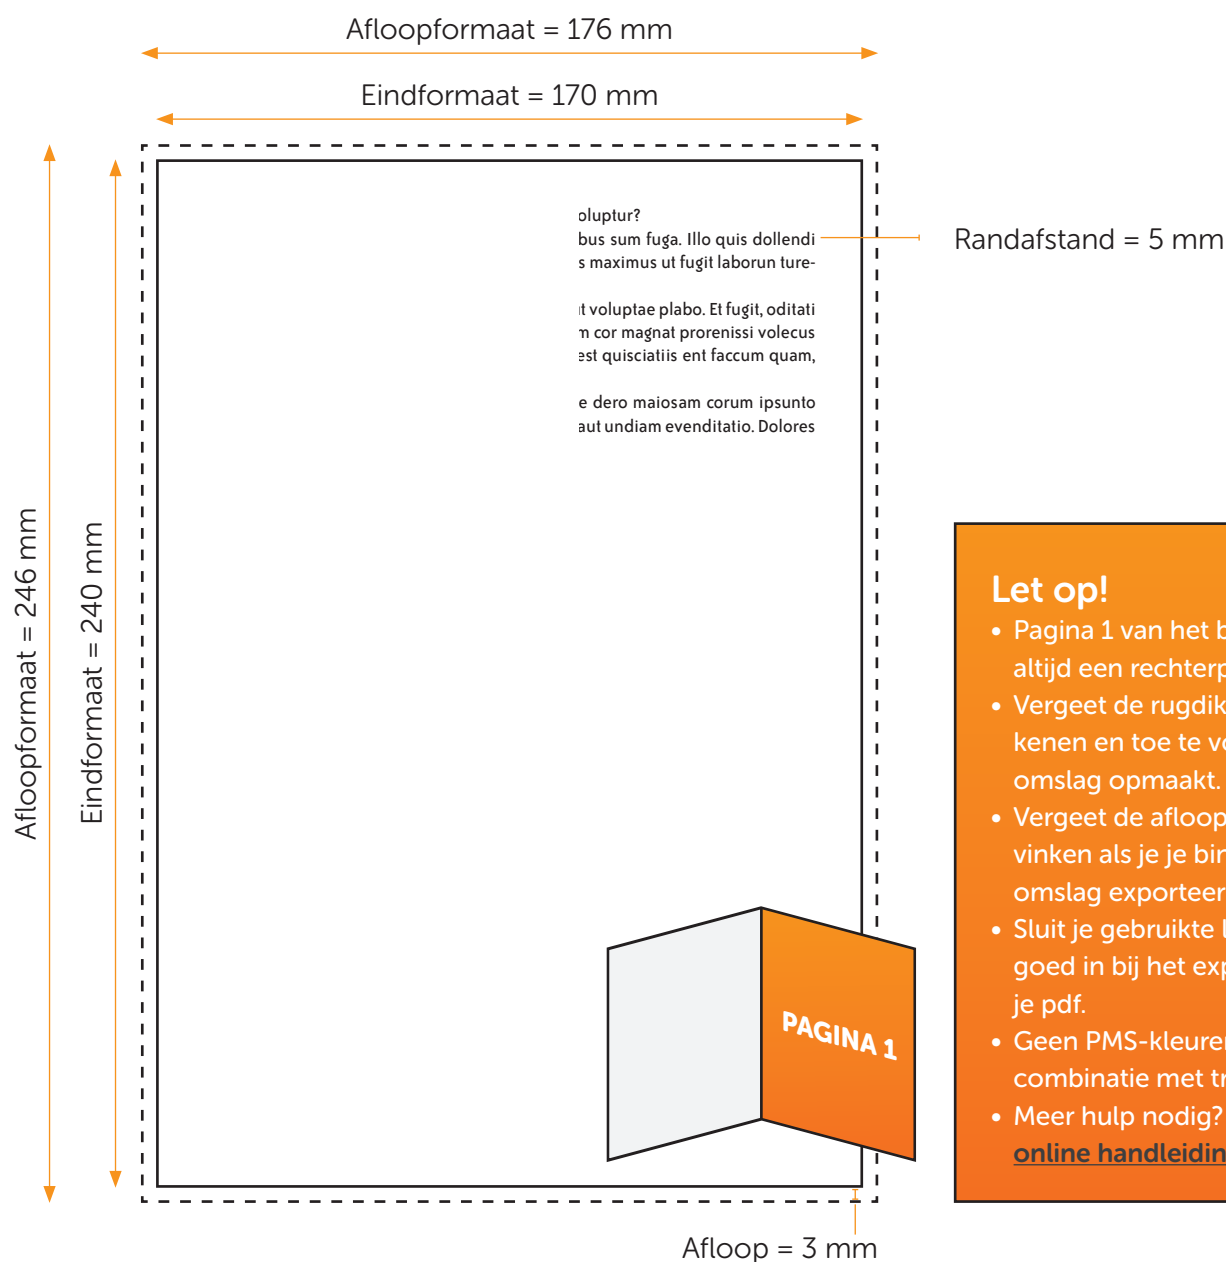 Afloopformaat = 176 mm
Eindformaat = 170 mm
Afloopformaat = 246 mm
Eindformaat = 240 mm
oluptur?
bus sum fuga. Illo quis dollendi
s maximus ut fugit laborun ture-
t voluptae plabo. Et fugit, oditati
m cor magnat prorenissi volecus
est quisciatiis ent faccum quam,
e dero maiosam corum ipsunto
aut undiam evenditatio. Dolores
Randafstand = 5 mm
Let op!
• Pagina 1 van het b
altijd een rechterp
• Vergeet de rugdik
kenen en toe te vo
omslag opmaakt.
• Vergeet de afloop
vinken als je je bin
omslag exporteer
• Sluit je gebruikte l
goed in bij het exp
je pdf.
• Geen PMS-kleuren
combinatie met tr
• Meer hulp nodig?
online handleidin
PAGINA 1
Afloop = 3 mm